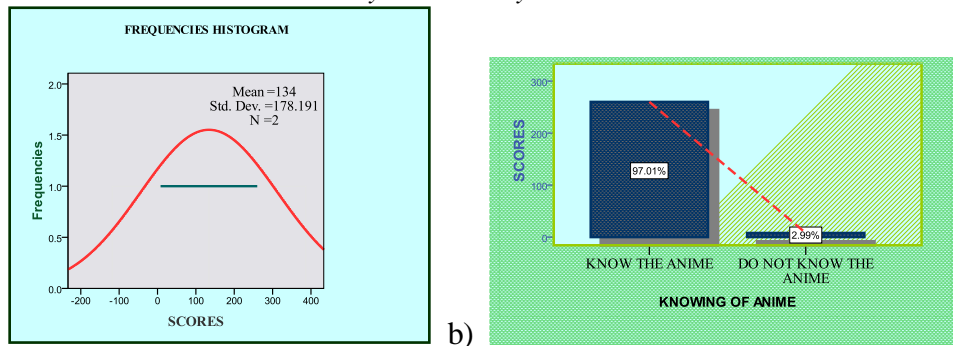 FREQUENCIES HISTOGRAM
Mean =134
Std. Dev. =178.191
N =2
Frequencies
2.0
1.5
1.0
0.5
0.0
-200 -100 0 100 200 300 400
SCORES
b)
SCORES
300
200
100
0
97.01%
2.99%
KNOW THE ANIME
DO NOT KNOW THE
ANIME
KNOWING OF ANIME